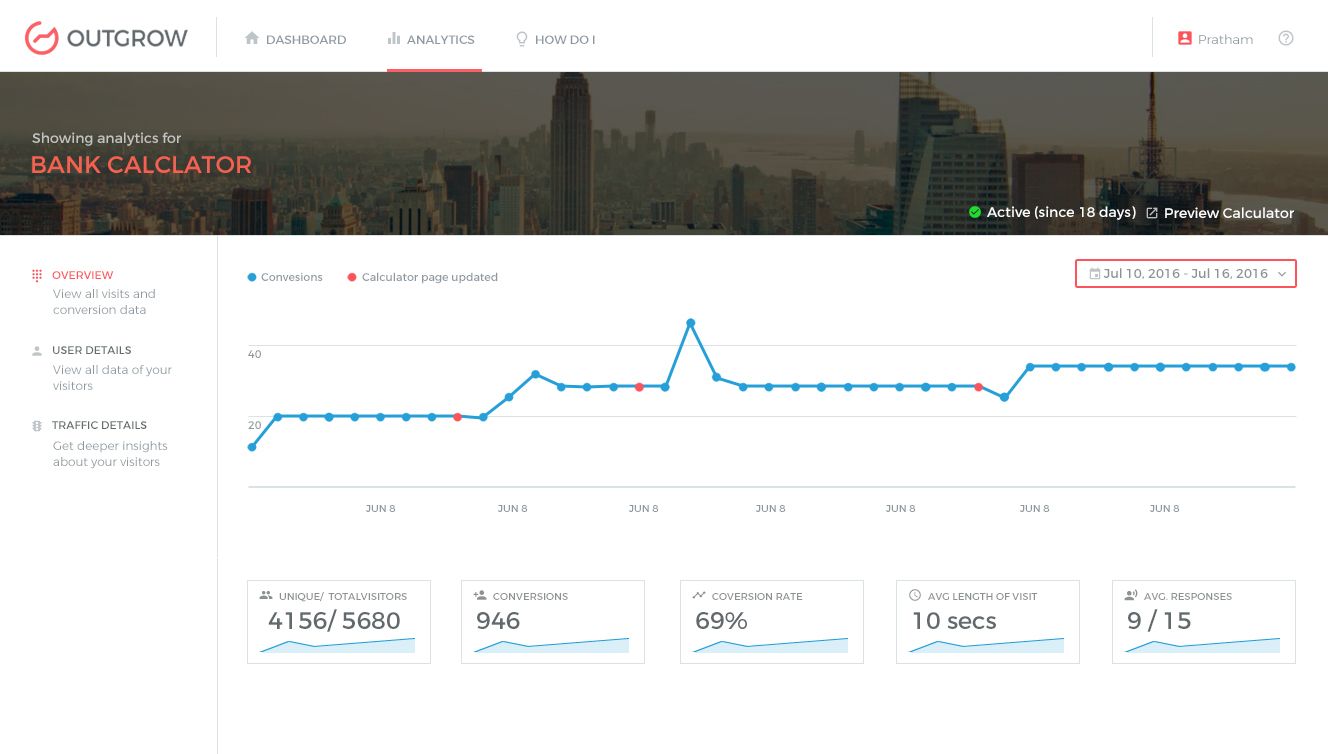 OUTGROW
DASHBOARD
ANALYTICS
HOW DO I
Pratham
?
Showing analytics for
BANK CALCLATOR
Active (since 18 days)
Preview Calculator
OVERVIEW
View all visits and
conversion data
USER DETAILS
View all data of your
visitors
TRAFFIC DETAILS
Get deeper insights
about your visitors
Convesions
Calculator page updated
Jul 10, 2016 - Jul 16, 2016
40
20
JUN 8 JUN 8 JUN 8 JUN 8 JUN 8 JUN 8 JUN 8
UNIQUE/ TOTALVISITORS
4156/ 5680
CONVERSIONS
946
COVERSION RATE
69%
AVG LENGTH OF VISIT
10 secs
AVG. RESPONSES
9 / 15